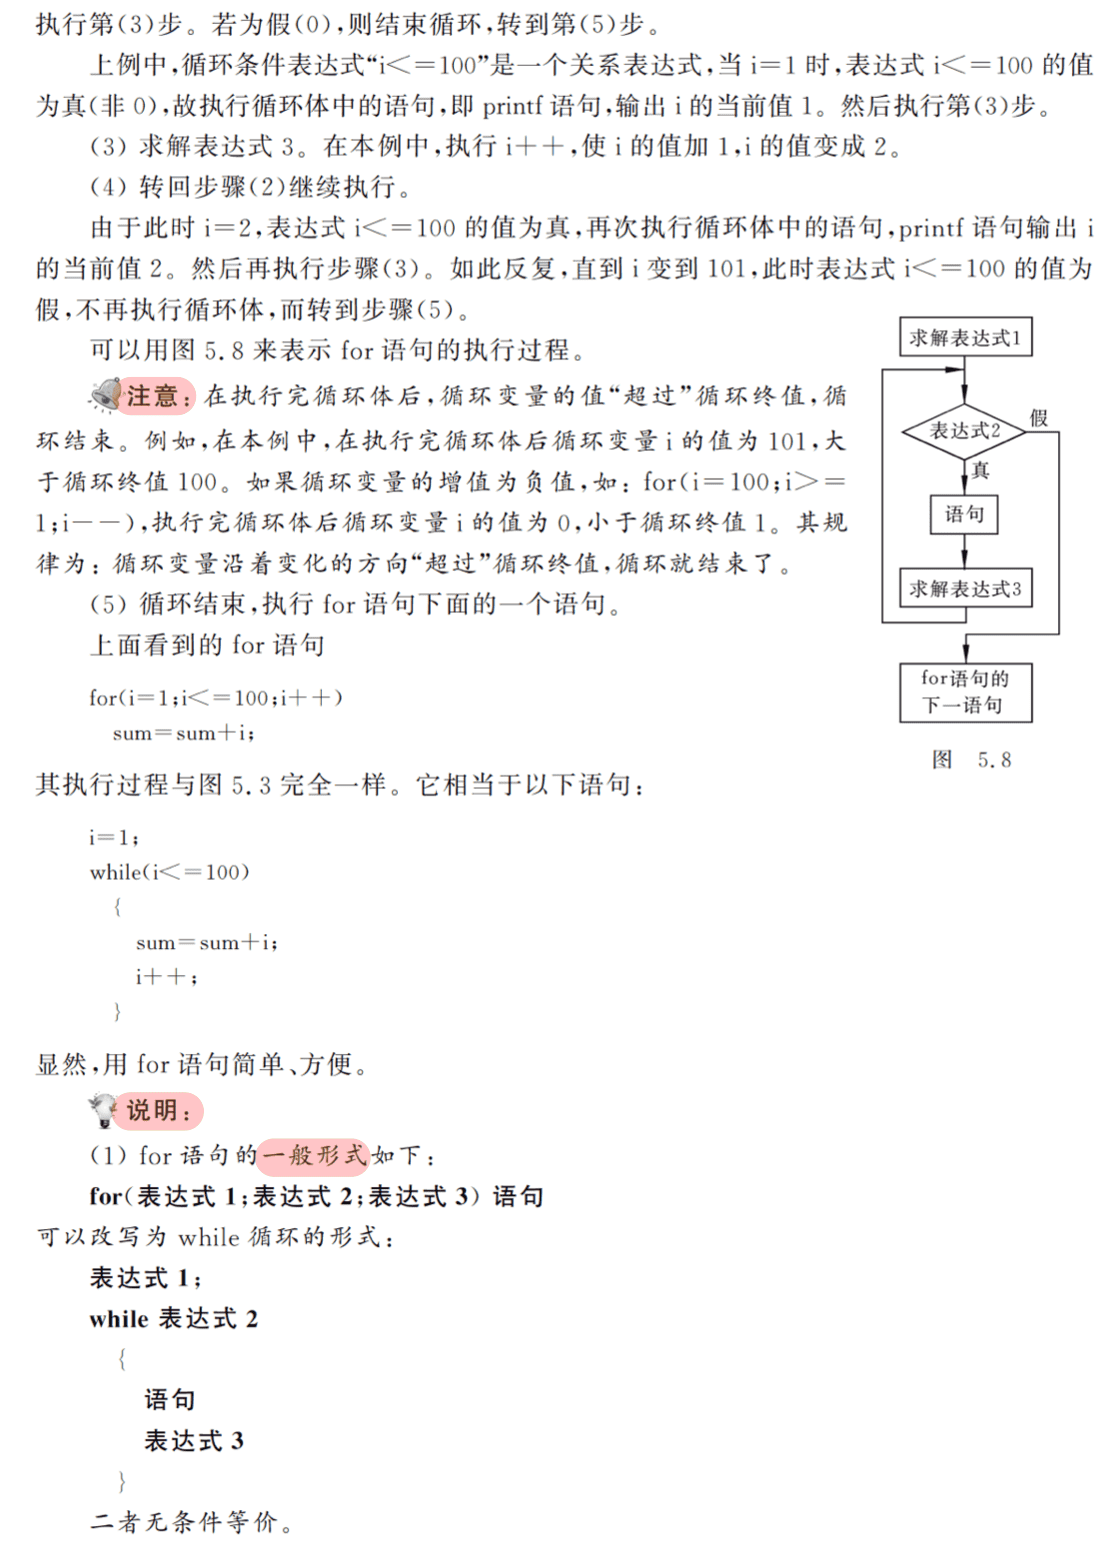 执行第(3)步。若为假(0),则结束循环,转到第(5)步。
上例中,循环条件表达式“i<=100”是一个关系表达式,当 i=1 时,表达式 i<=100 的值
为真(非 0),故执行循环体中的语句,即 printf 语句,输出 i 的当前值 1。然后执行第(3)步。
(3) 求解表达式 3。在本例中,执行 i++,使 i 的值加 1,i 的值变成 2。
(4) 转回步骤(2)继续执行。
由于此时 i=2,表达式 i<=100 的值为真,再次执行循环体中的语句,printf 语句输出 i
的当前值 2。然后再执行步骤(3)。如此反复,直到 i 变到 101,此时表达式 i<=100 的值为
假,不再执行循环体,而转到步骤(5)。
可以用图 5.8 来表示 for 语句的执行过程。
注意:在执行完循环体后,循环变量的值“超过”循环终值,循
环结束。例如,在本例中,在执行完循环体后循环变量 i 的值为 101,大
于循环终值 100。如果循环变量的增值为负值,如:for(i=100;i>=
1;i--),执行完循环体后循环变量 i 的值为 0,小于循环终值 1。其规
律为:循环变量沿着变化的方向“超过”循环终值,循环就结束了。
(5) 循环结束,执行 for 语句下面的一个语句。
上面看到的 for 语句
for(i=1;i<=100;i++)
sum=sum+i;
求解表达式1
表达式2
假
真
语句
求解表达式3
for语句的
下一语句
图 5.8
其执行过程与图 5.3 完全一样。它相当于以下语句:
i=1;
while(i<=100)
{
sum=sum+i;
i++;
}
显然,用 for 语句简单、方便。
说明:
(1) for 语句的一般形式如下:
for(表达式 1;表达式 2;表达式 3) 语句
可以改写为 while 循环的形式:
表达式 1;
while 表达式 2
{
语句
表达式 3
}
二者无条件等价。